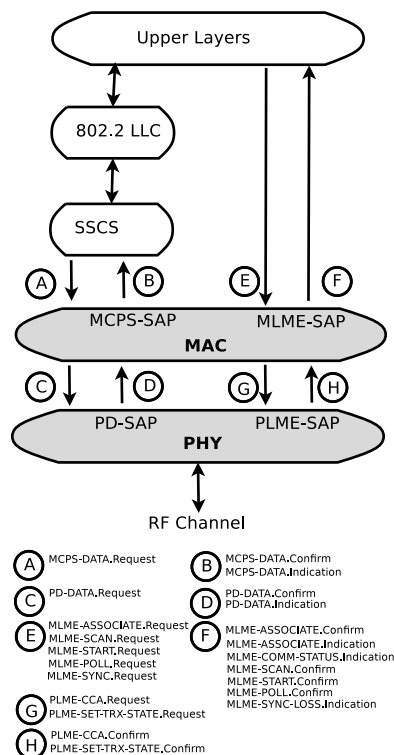 Upper Layers
802.2 LLC
SSCS
A
B
E
F
MCPS-SAP
MLME-SAP
MAC
C
D
G
H
PD-SAP
PLME-SAP
PHY
RF Channel
A
MCPS-DATA.Request
B
MCPS-DATA.Confirm
MCPS-DATA.Indication
C
PD-DATA.Request
D
PD-DATA.Confirm
PD-DATA.Indication
E
MLME-ASSOCIATE.Request
MLME-SCAN.Request
MLME-START.Request
MLME-POLL.Request
MLME-SYNC.Request
F
MLME-ASSOCIATE.Confirm
MLME-ASSOCIATE.Indication
MLME-COMM-STATUS.Indication
MLME-SCAN.Confirm
MLME-START.Confirm
MLME-POLL.Confirm
MLME-SYNC-LOSS.Indication
G
PLME-CCA.Request
PLME-SET-TRX-STATE.Request
H
PLME-CCA.Confirm
PLME-SET-TRX-STATE.Confirm